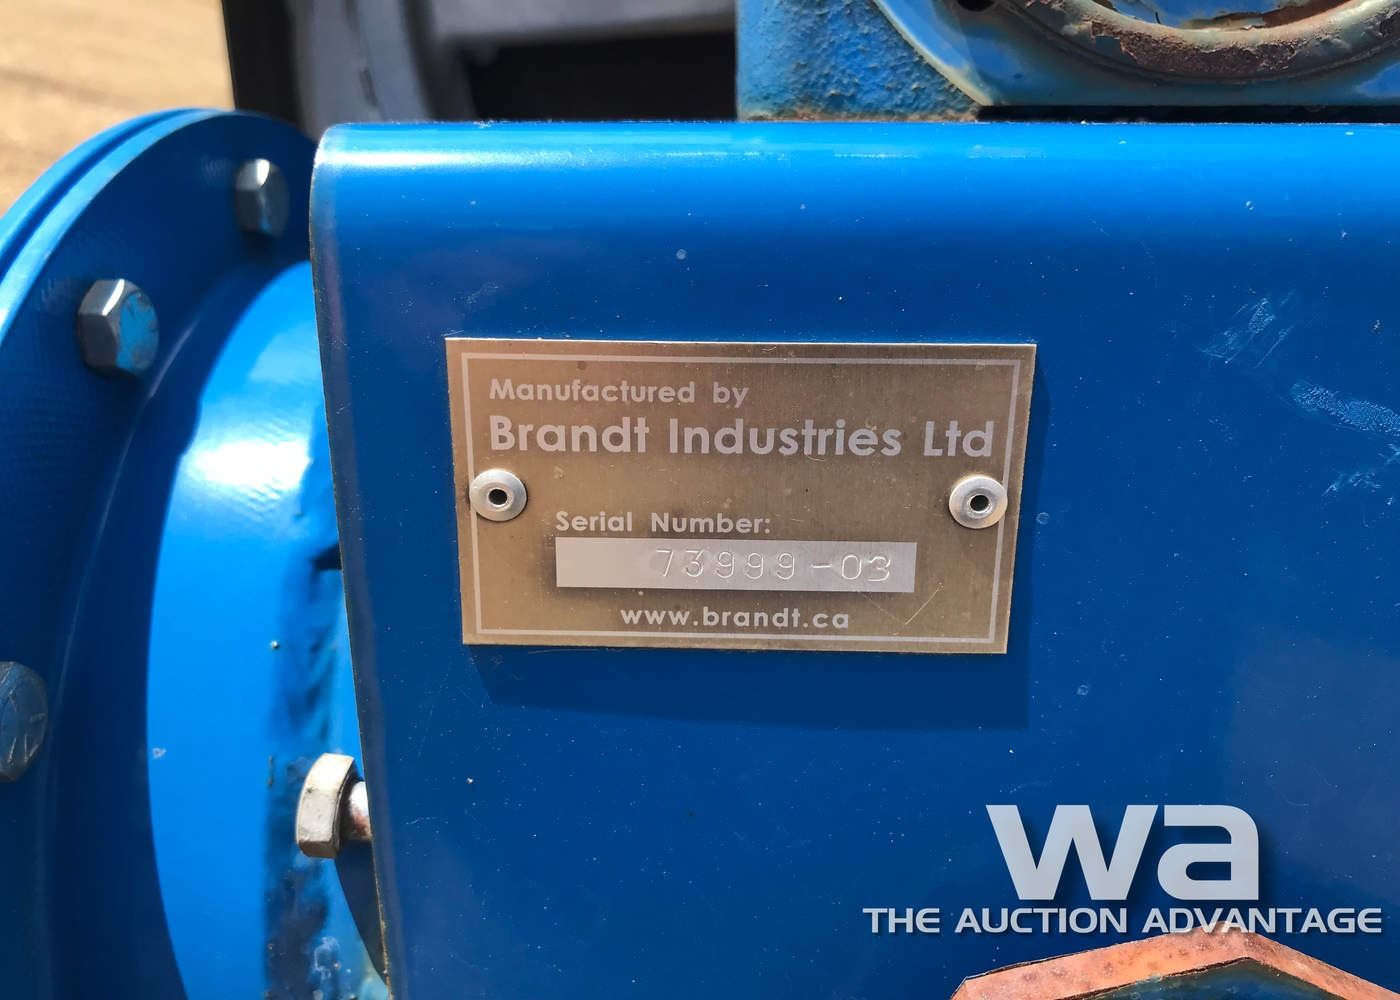 Manufactured by
Brandt Industries Ltd
Serial Number:
73999-03
www.brandt.ca
wa
THE AUCTION ADVANTAGE